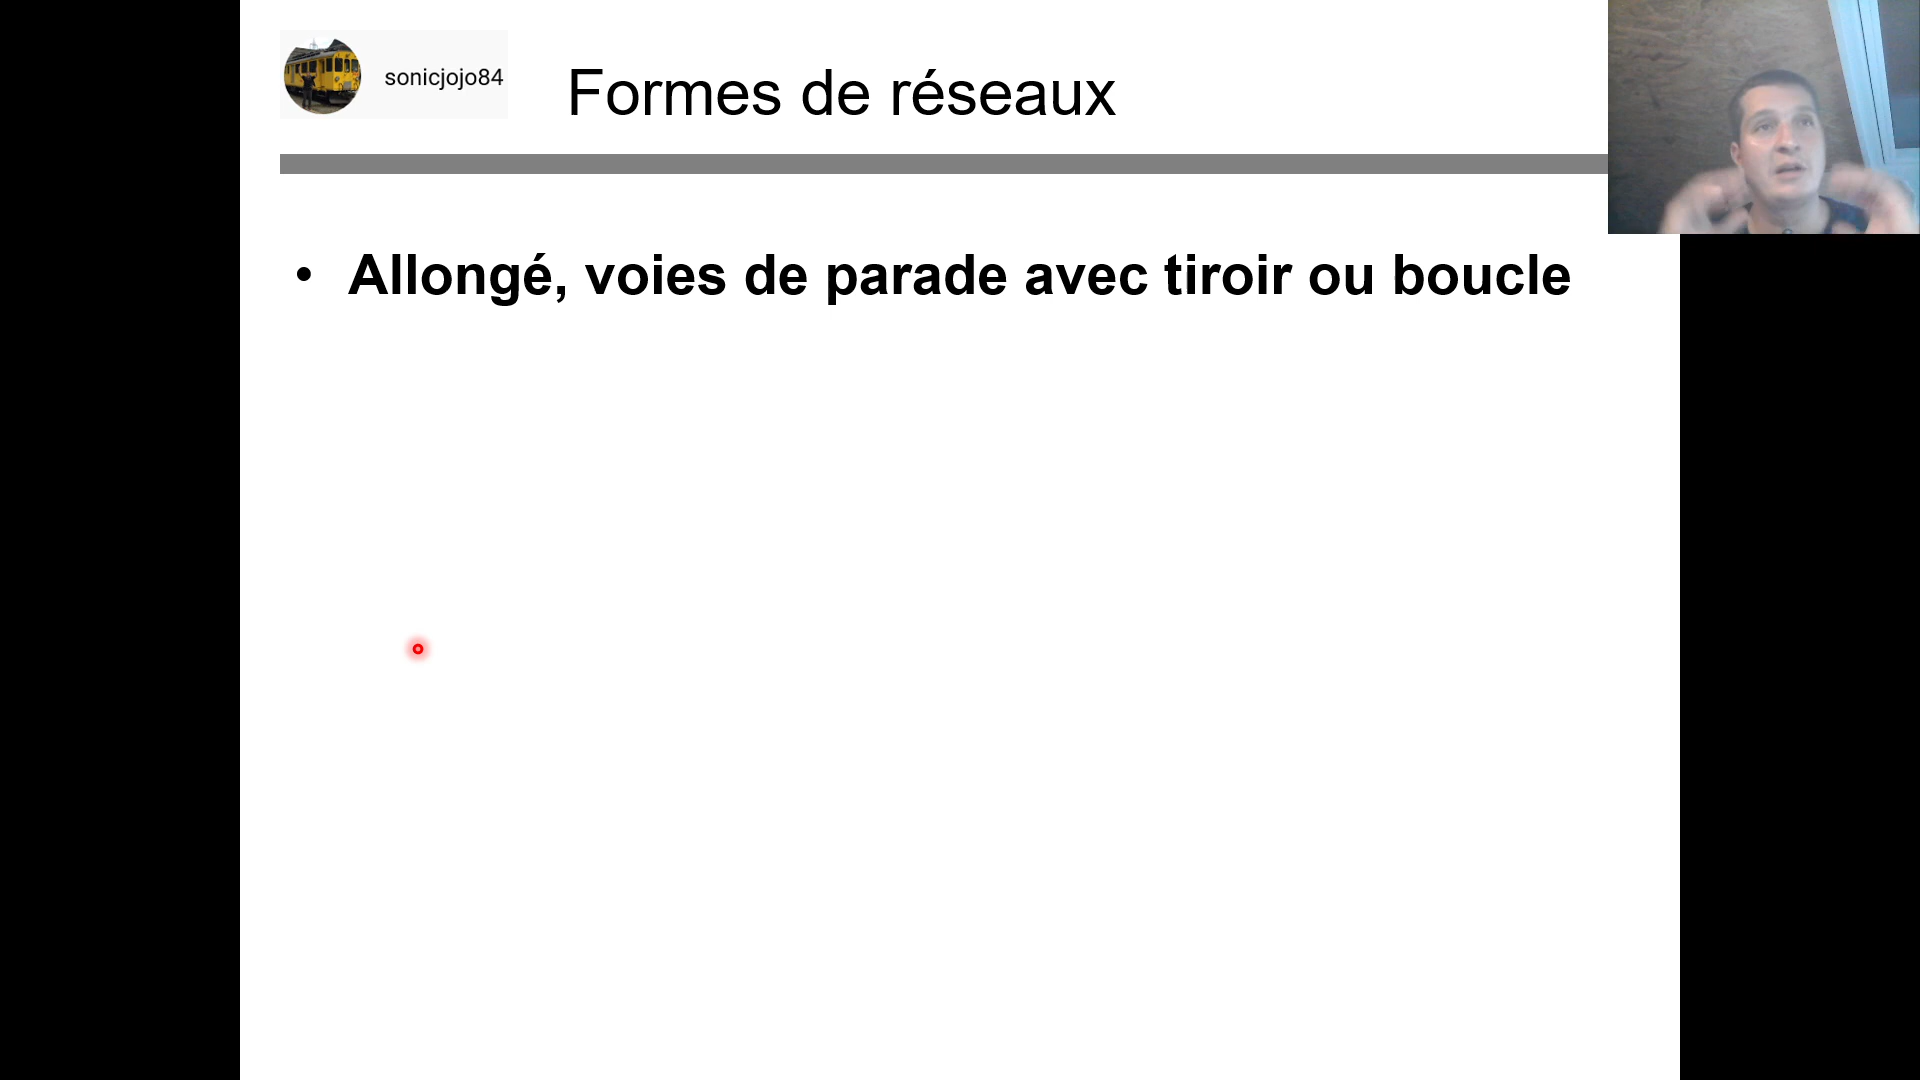 sonicjojo84
Formes de réseaux
• Allongé, voies de parade avec tiroir ou boucle